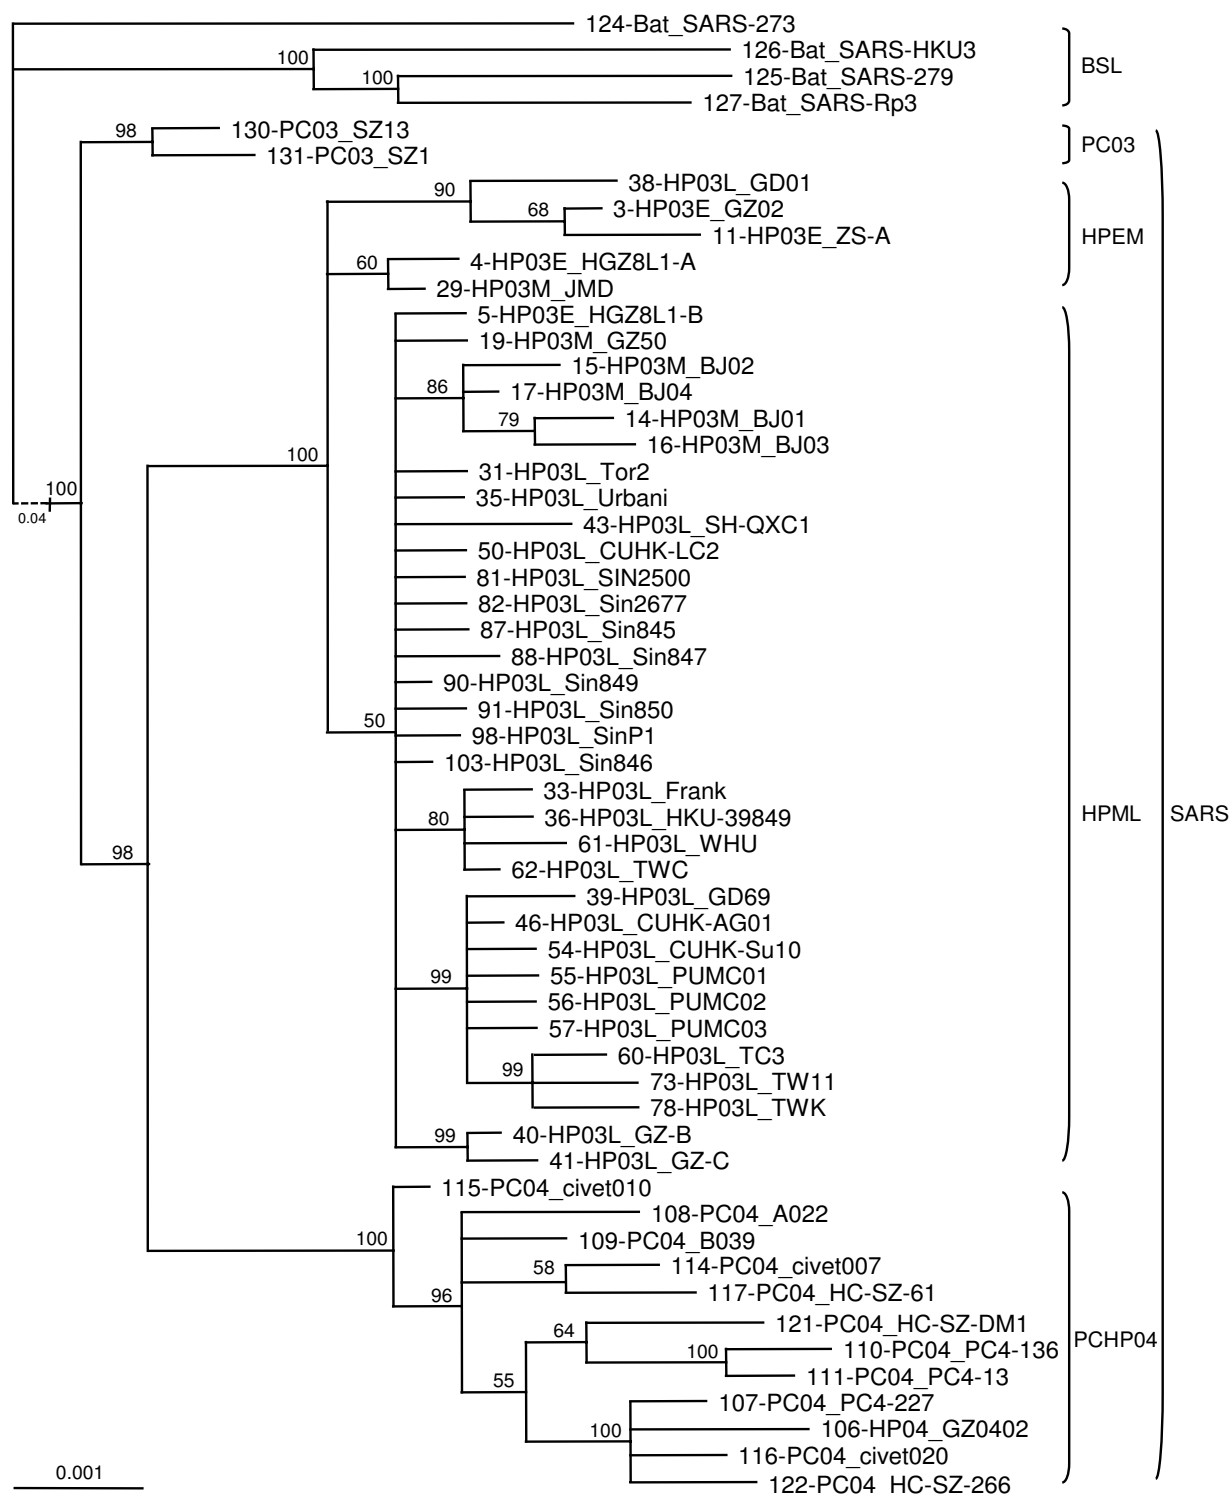 124-Bat_SARS-273
126-Bat_SARS-HKU3
100
BSL
125-Bat_SARS-279
100
127-Bat_SARS-Rp3
130-PC03_SZ13
98
PC03
131-PC03_SZ1
38-HP03L_GD01
90
3-HP03E_GZ02
68
11-HP03E_ZS-A
HPEM
4-HP03E_HGZ8L1-A
60
29-HP03M_JMD
5-HP03E_HGZ8L1-B
19-HP03M_GZ50
15-HP03M_BJ02
86
17-HP03M_BJ04
14-HP03M_BJ01
79
16-HP03M_BJ03
100
31-HP03L_Tor2
100
35-HP03L_Urbani
0.04
43-HP03L_SH-QXC1
50-HP03L_CUHK-LC2
81-HP03L_SIN2500
82-HP03L_Sin2677
87-HP03L_Sin845
88-HP03L_Sin847
90-HP03L_Sin849
91-HP03L_Sin850
50
98-HP03L_SinP1
103-HP03L_Sin846
33-HP03L_Frank
80
36-HP03L_HKU-39849
HPML
SARS
61-HP03L_WHU
98
62-HP03L_TWC
39-HP03L_GD69
46-HP03L_CUHK-AG01
54-HP03L_CUHK-Su10
99
55-HP03L_PUMC01
56-HP03L_PUMC02
57-HP03L_PUMC03
60-HP03L_TC3
99
73-HP03L_TW11
78-HP03L_TWK
99
40-HP03L_GZ-B
41-HP03L_GZ-C
115-PC04_civet010
108-PC04_A022
100
109-PC04_B039
58
114-PC04_civet007
96
117-PC04_HC-SZ-61
121-PC04_HC-SZ-DM1
64
PCHP04
110-PC04_PC4-136
100
111-PC04_PC4-13
55
107-PC04_PC4-227
100
106-HP04_GZ0402
116-PC04_civet020
0.001
122-PC04_HC-SZ-266